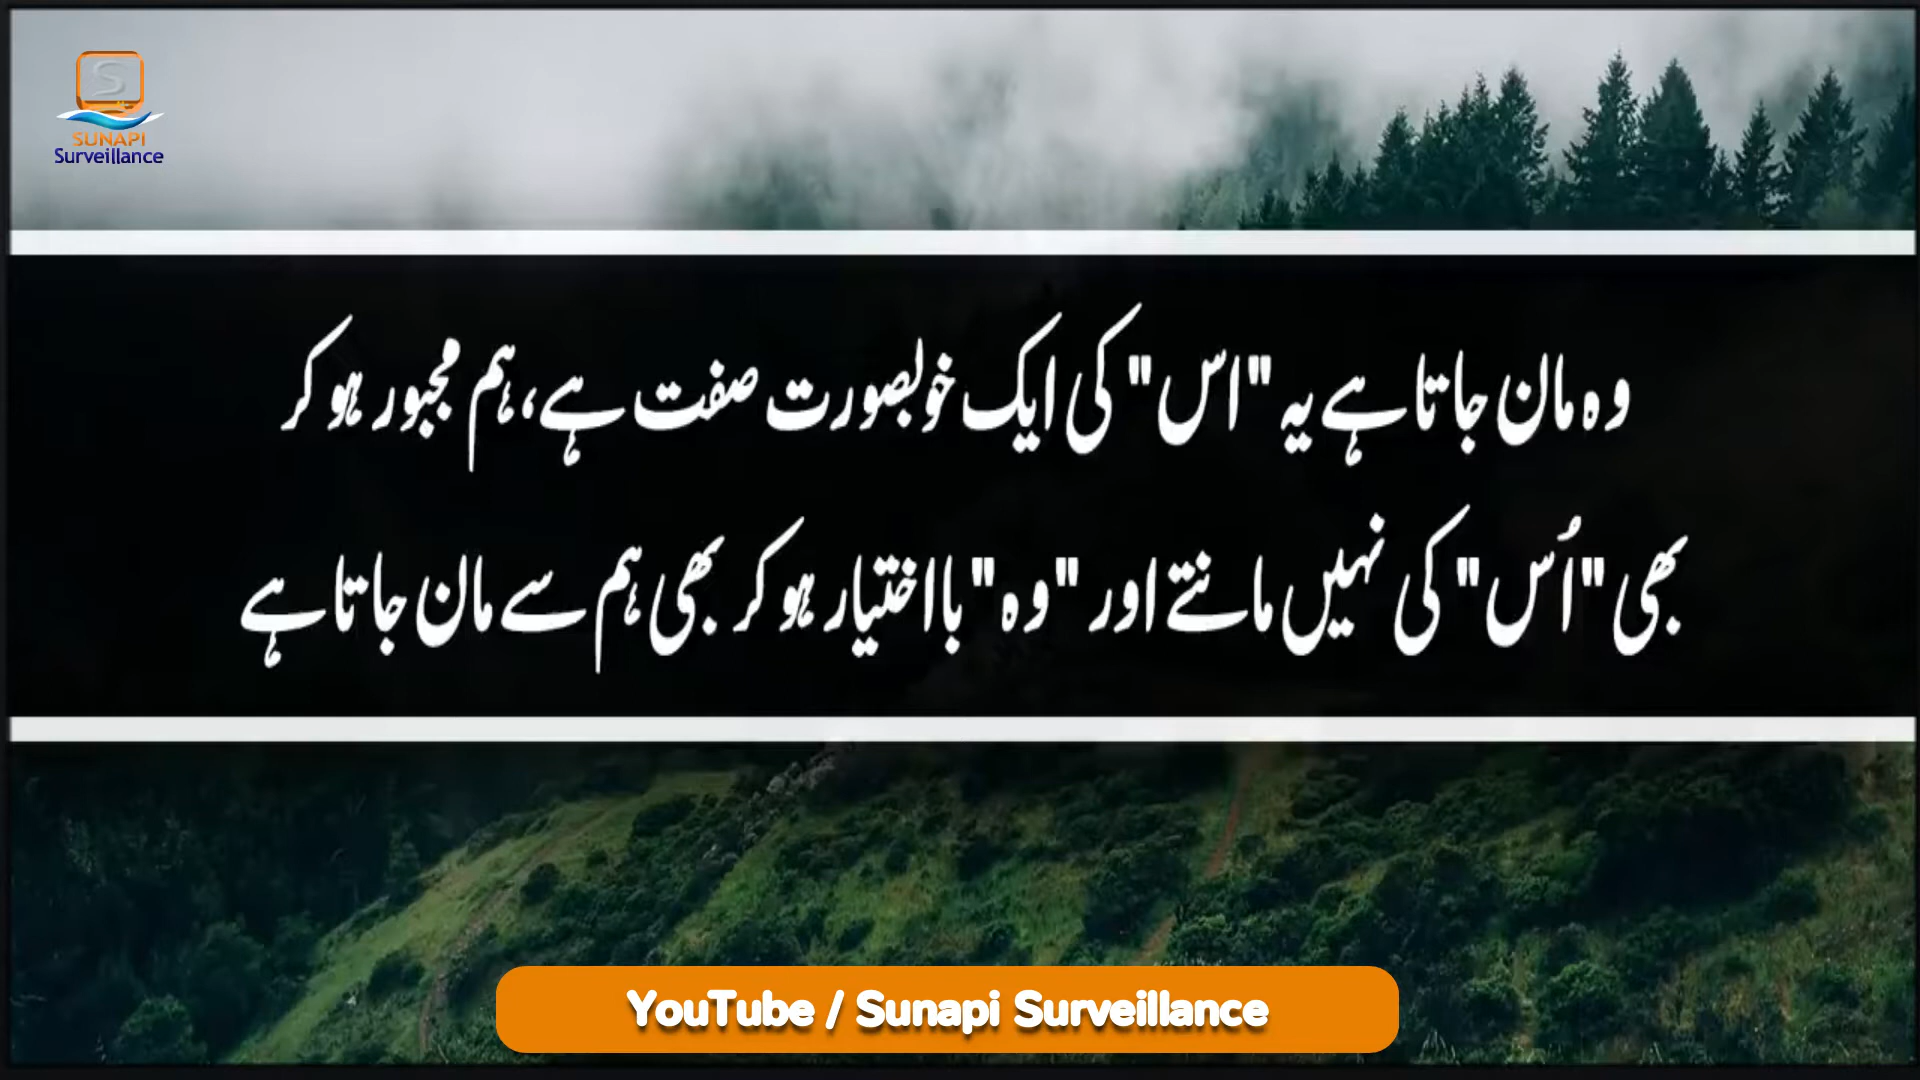 SUNAPI
Surveillance
وہ مان جاتا ہے یہ "اس" کی ایک خوبصورت صفت ہے، ہم مجبور ہو کر
بھی "اُس" کی نہیں مانتے اور "وہ" بااختیار ہو کر بھی ہم سے مان جاتا ہے
YouTube / Sunapi Surveillance